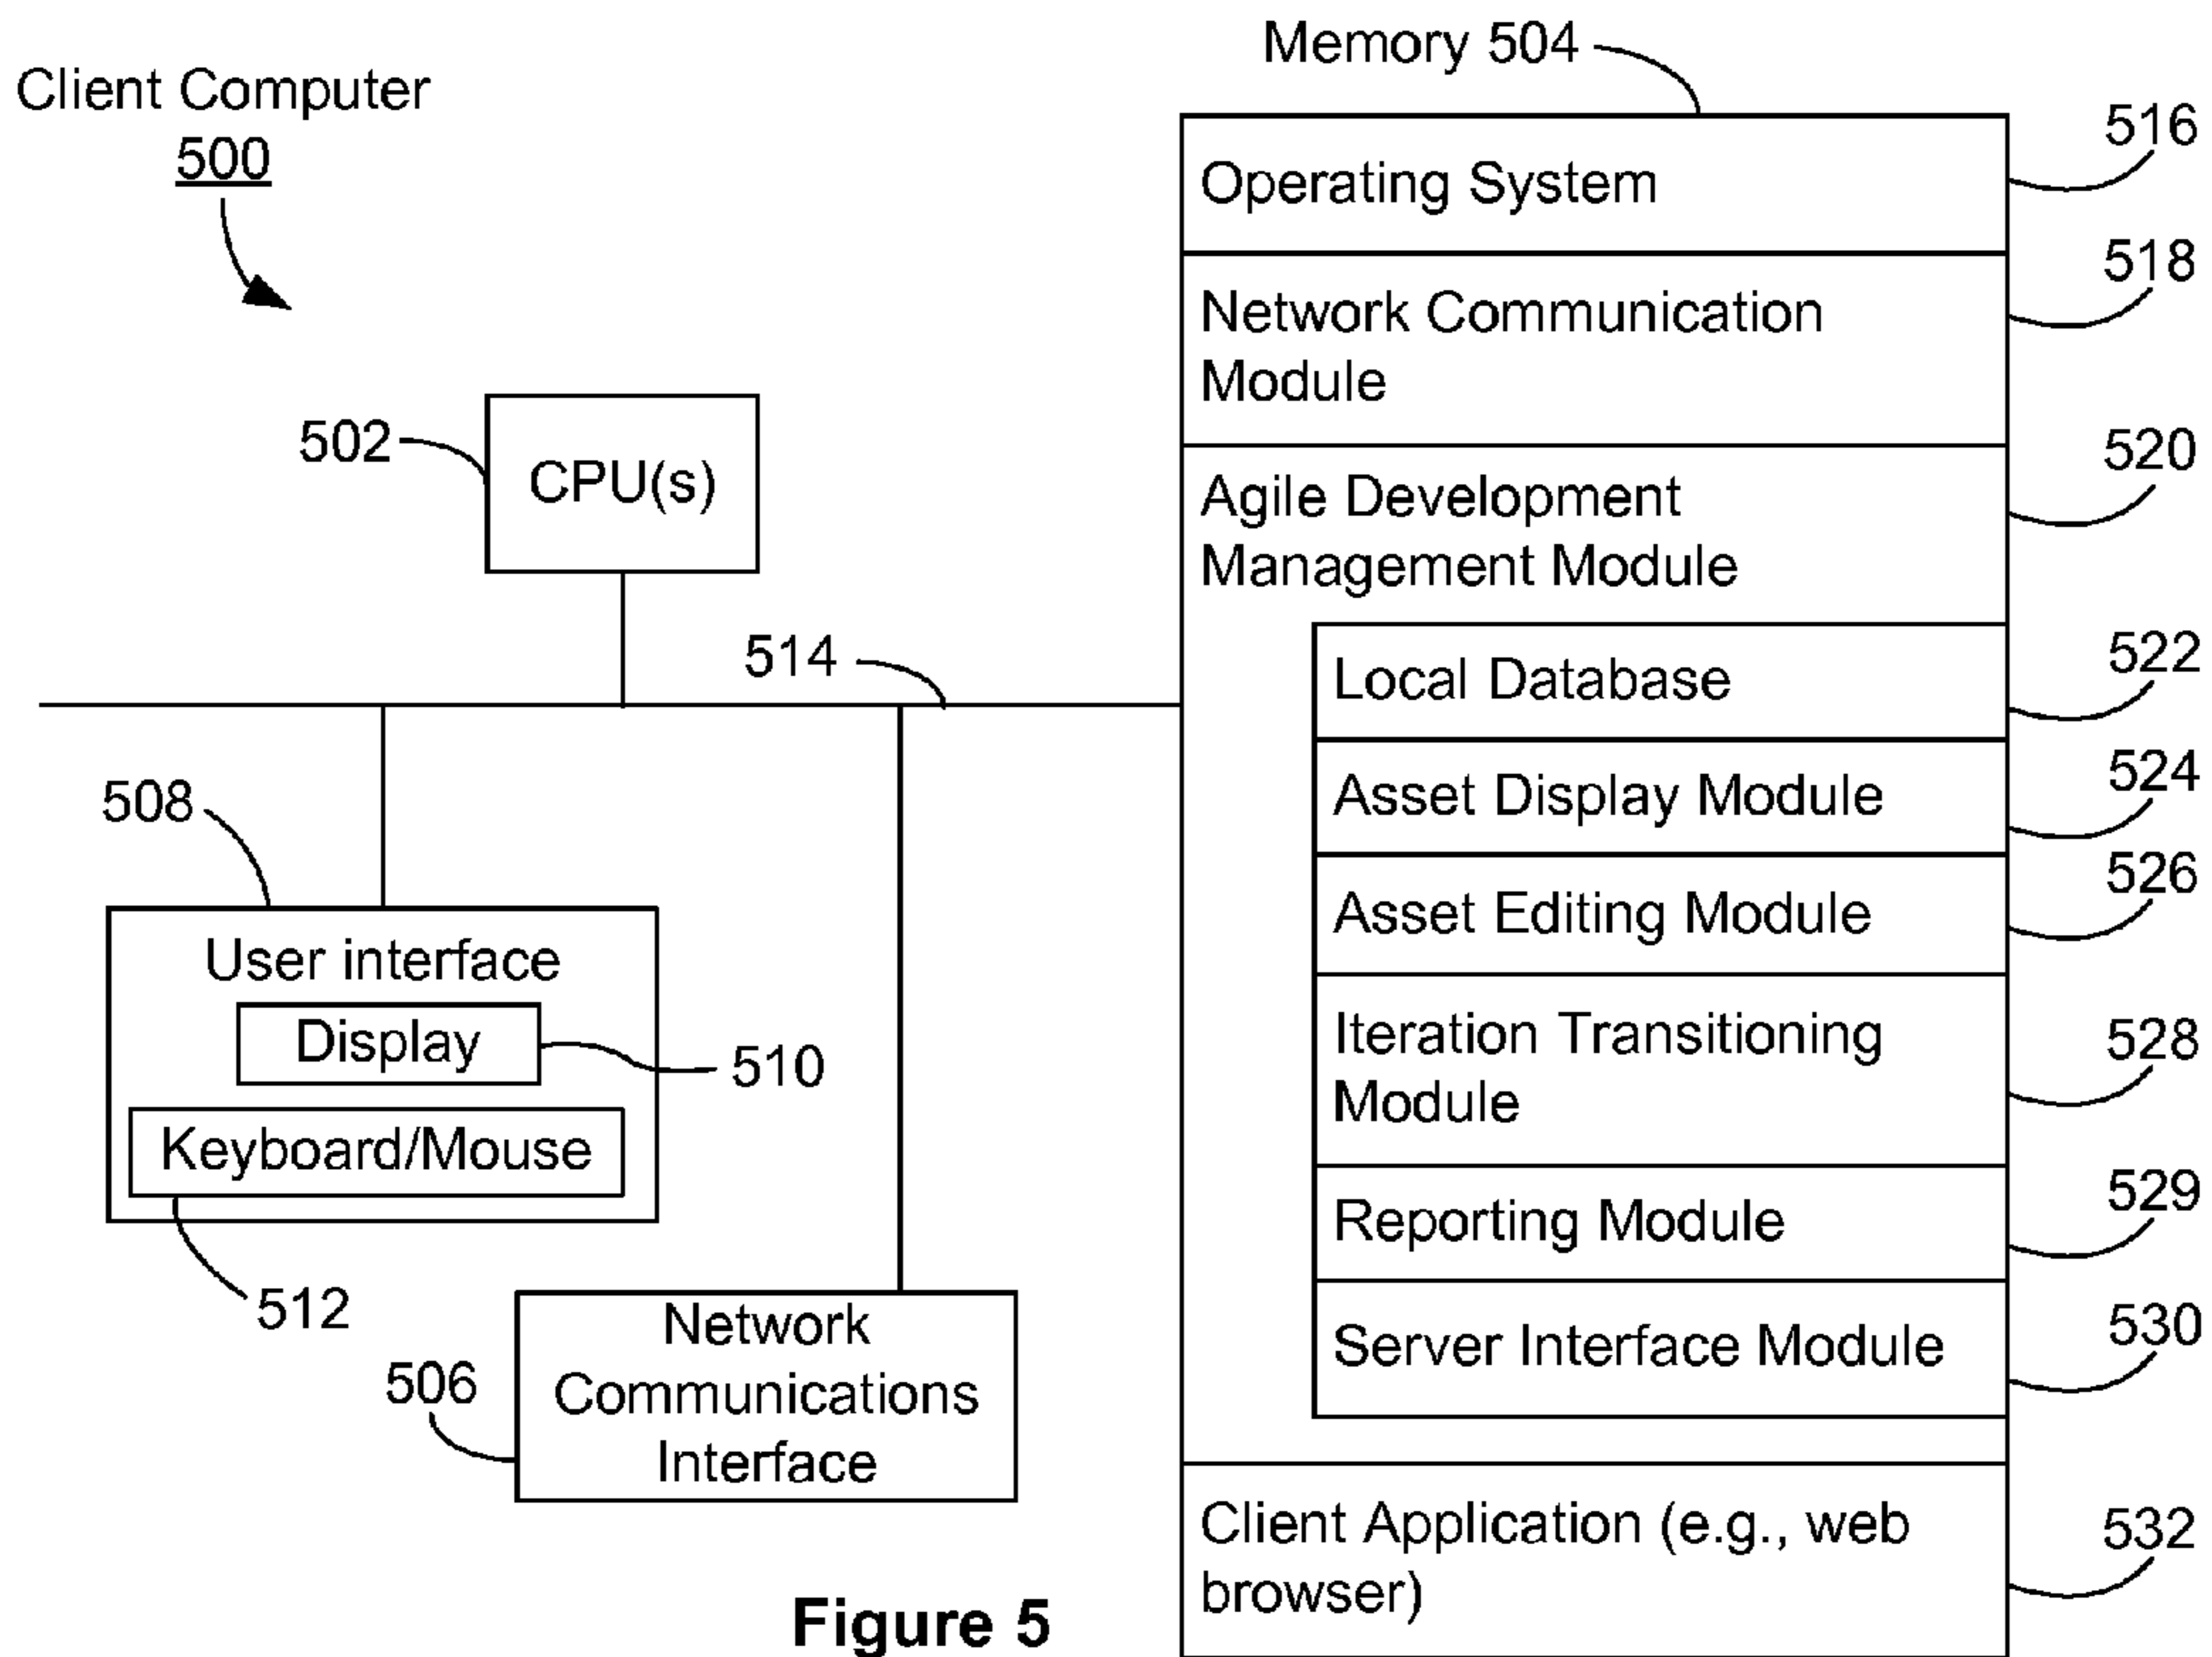 Memory 504
Client Computer
500
516
Operating System
518
Network Communication
Module
502
CPU(s)
520
Agile Development
Management Module
514
522
Local Database
508
524
Asset Display Module
526
Asset Editing Module
User interface
Display
510
Keyboard/Mouse
512
528
Iteration Transitioning
Module
529
Reporting Module
506
Network
Communications
Interface
530
Server Interface Module
532
Client Application (e.g., web
browser)
Figure 5